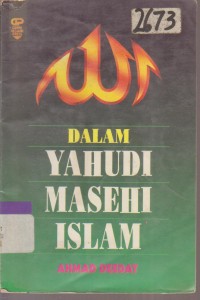 2673
الله
DALAM
YAHUDI
MASEHI
ISLAM
AHMAD DEEDAT